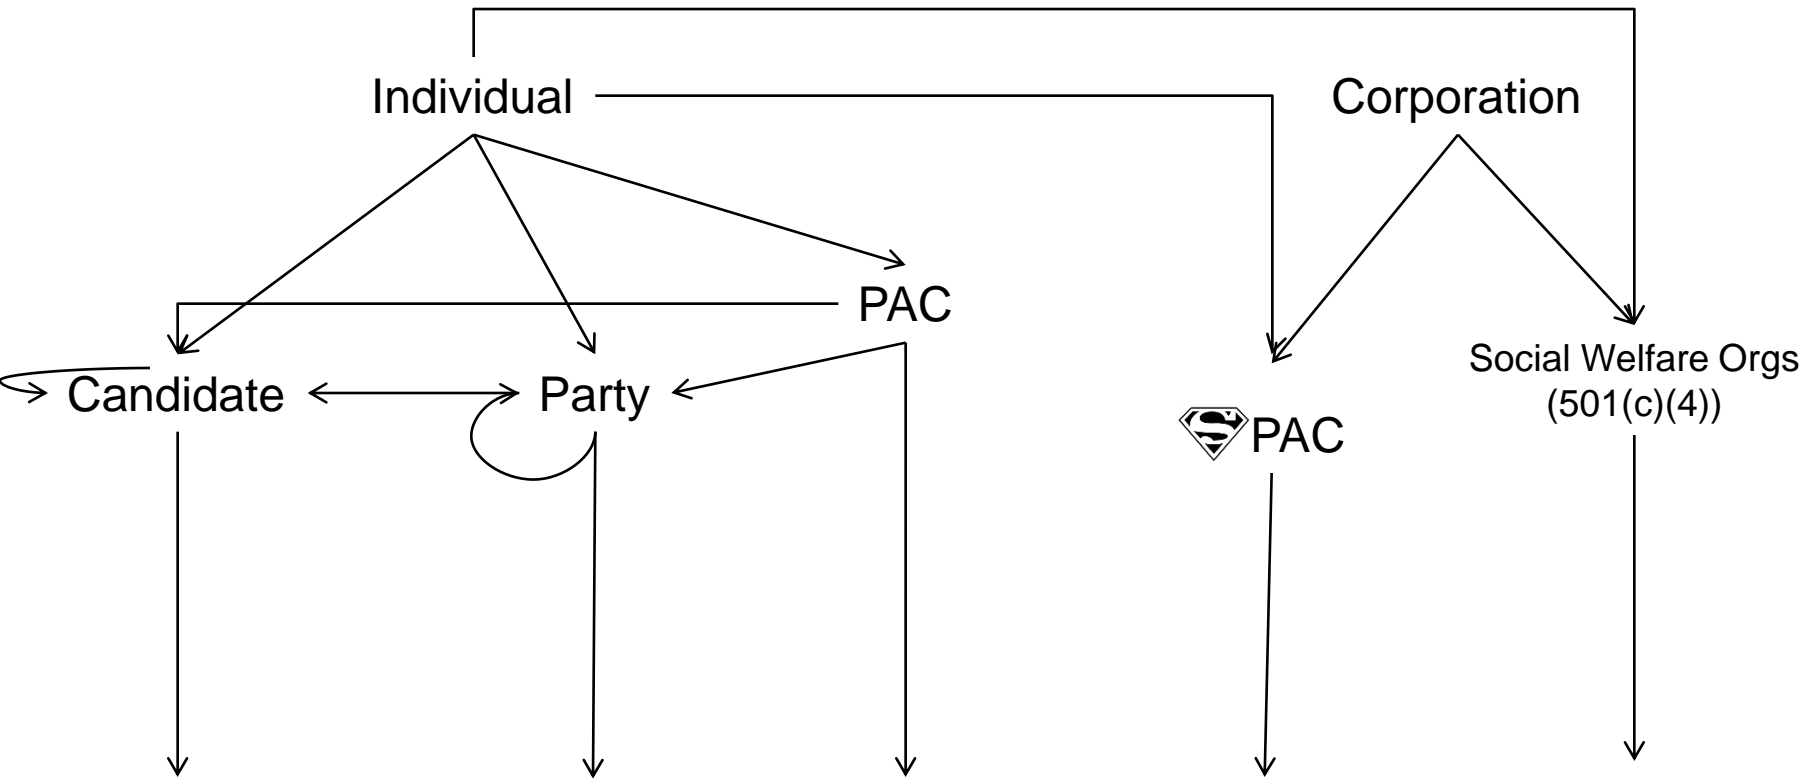 Individual
Corporation
PAC
Social Welfare Orgs
(501(c)(4))
Candidate
Party
S PAC